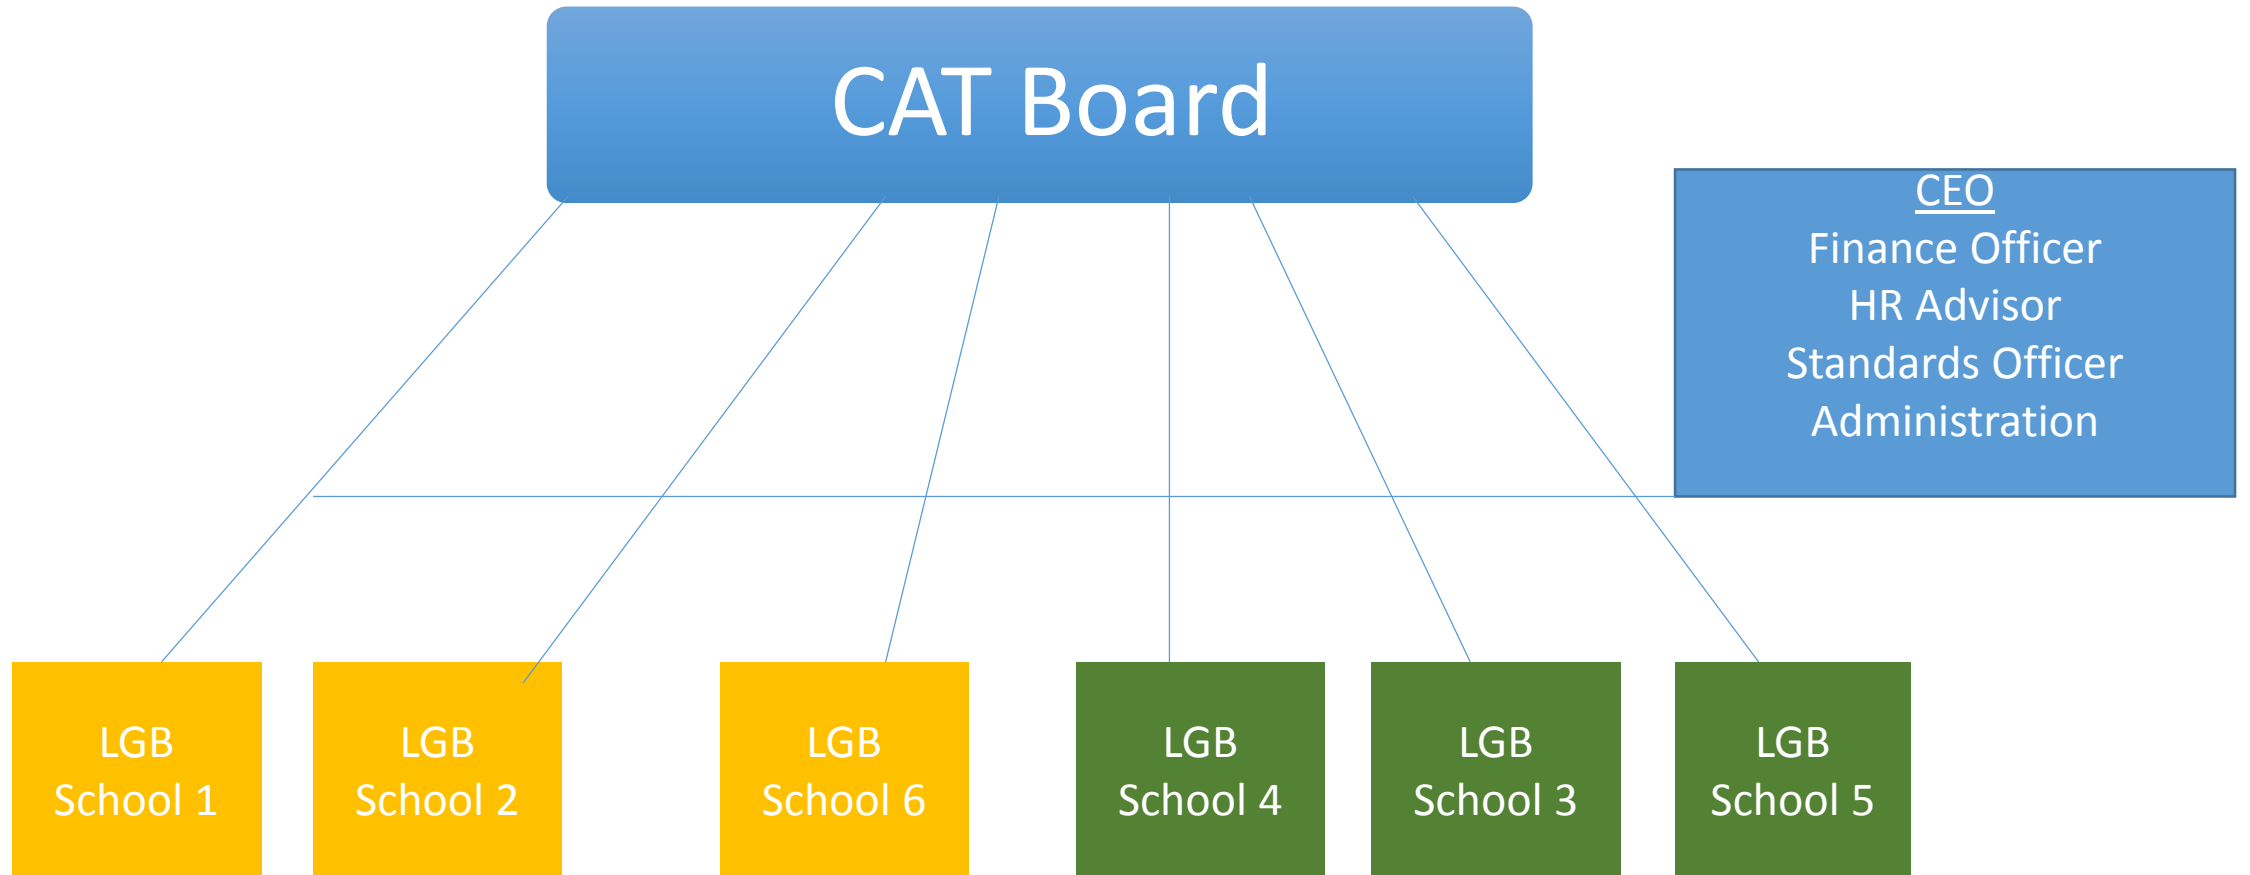 CAT Board
CEO
Finance Officer
HR Advisor
Standards Officer
Administration
LGB
School 1
LGB
School 2
LGB
School 6
LGB
School 4
LGB
School 3
LGB
School 5